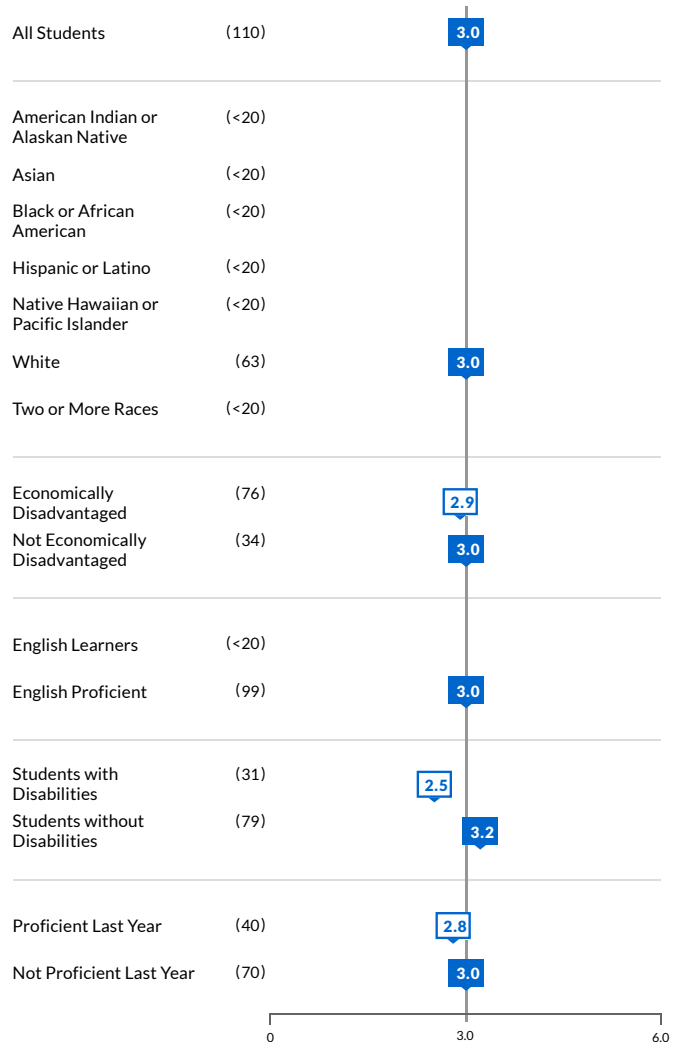 All Students (110) 3.0
American Indian or (<20)
Alaskan Native
Asian (<20)
Black or African (<20)
American
Hispanic or Latino (<20)
Native Hawaiian or (<20)
Pacific Islander
White (63) 3.0
Two or More Races (<20)
Economically (76) 2.9
Disadvantaged
Not Economically (34) 3.0
Disadvantaged
English Learners (<20)
English Proficient (99) 3.0
Students with (31) 2.5
Disabilities
Students without (79) 3.2
Disabilities
Proficient Last Year (40) 2.8
Not Proficient Last Year (70) 3.0
0 3.0 6.0